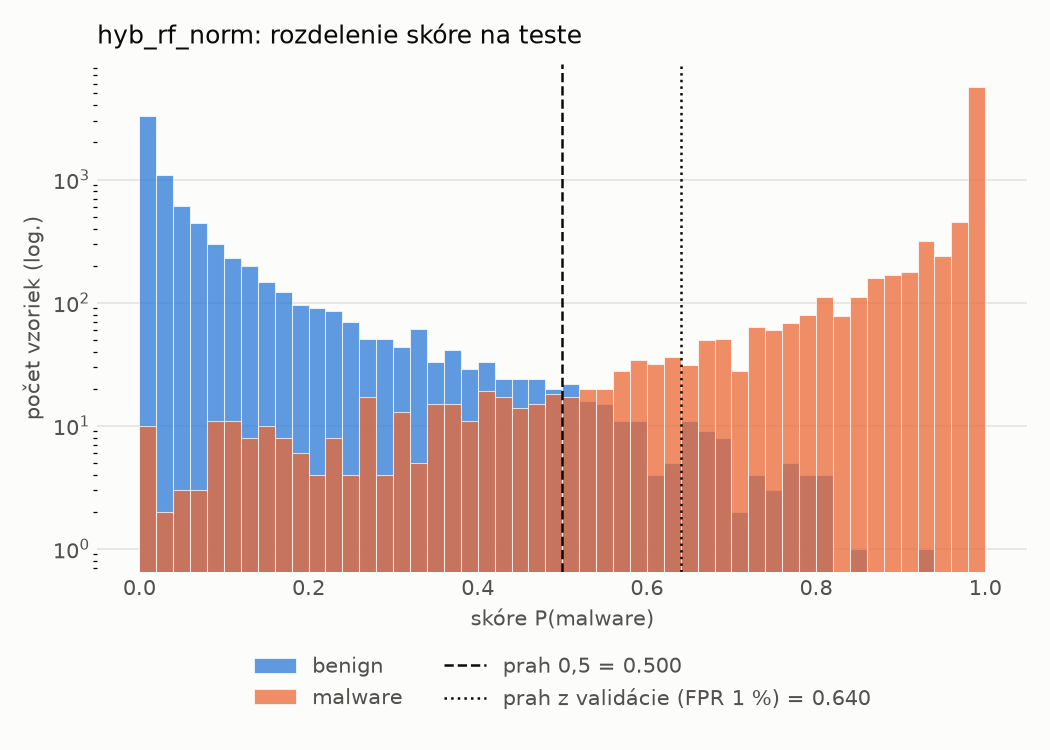 hyb_rf_norm: rozdelenie skóre na teste
počet vzoriek (log.)
10³
10²
10¹
10⁰
0.0 0.2 0.4 0.6 0.8 1.0
skóre P(malware)
benign
malware
prah 0,5 = 0.500
prah z validácie (FPR 1 %) = 0.640